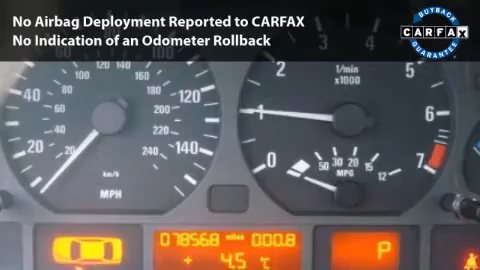 No Airbag Deployment Reported to CARFAX
No Indication of an Odometer Rollback
BUYBACK
CARFAX
GUARANTEE
120 140
100
80
60
40
20
km/h
40
20
120
140
160
180
200
220
240
MPH
1/min
x1000
0
1
2
3
4
5
6
7
50 30 20 15 12
MPG
078568 miles 000.8
+ 4.5 °C
P